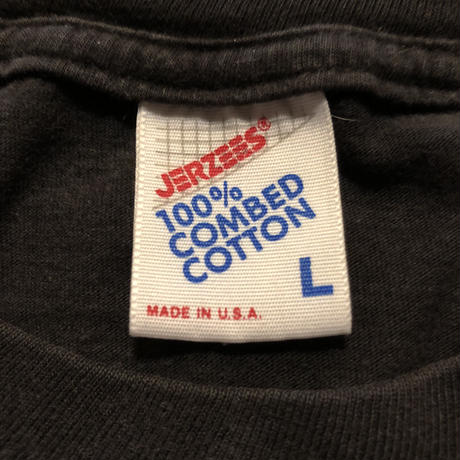 JERZEES®
100%
COMBED
COTTON
L
MADE IN U.S.A.